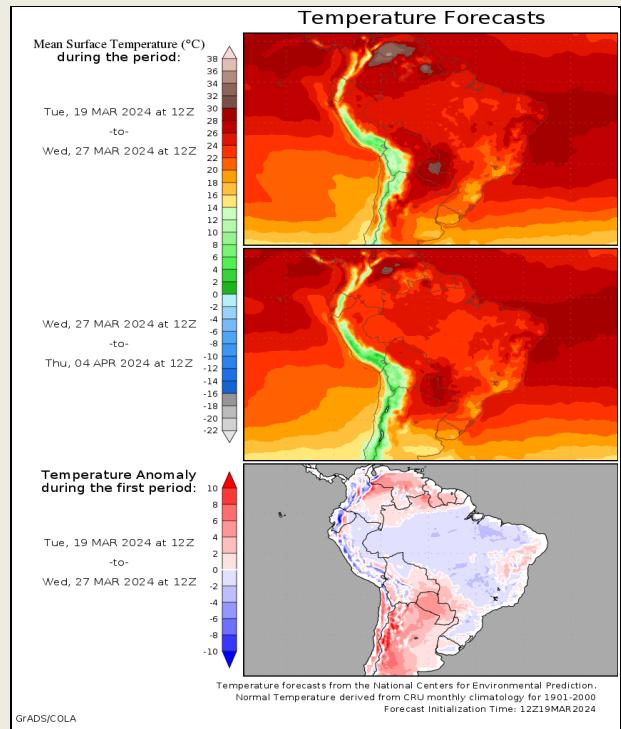 Temperature Forecasts
Mean Surface Temperature (°C)
during the period:
Tue, 19 MAR 2024 at 12Z
-to-
Wed, 27 MAR 2024 at 12Z
38
36
34
32
30
28
26
24
22
20
18
16
14
12
10
8
6
4
2
0
-2
-4
-6
-8
-10
-12
-14
-16
-18
-20
-22
Wed, 27 MAR 2024 at 12Z
-to-
Thu, 04 APR 2024 at 12Z
Temperature Anomaly
during the first period:
Tue, 19 MAR 2024 at 12Z
-to-
Wed, 27 MAR 2024 at 12Z
10
8
6
4
2
0
-2
-4
-6
-8
-10
Temperature forecasts from the National Centers for Environmental Prediction.
Normal Temperature derived from CRU monthly climatology for 1901-2000
Forecast Initialization Time: 12Z19MAR2024
GrADS/COLA